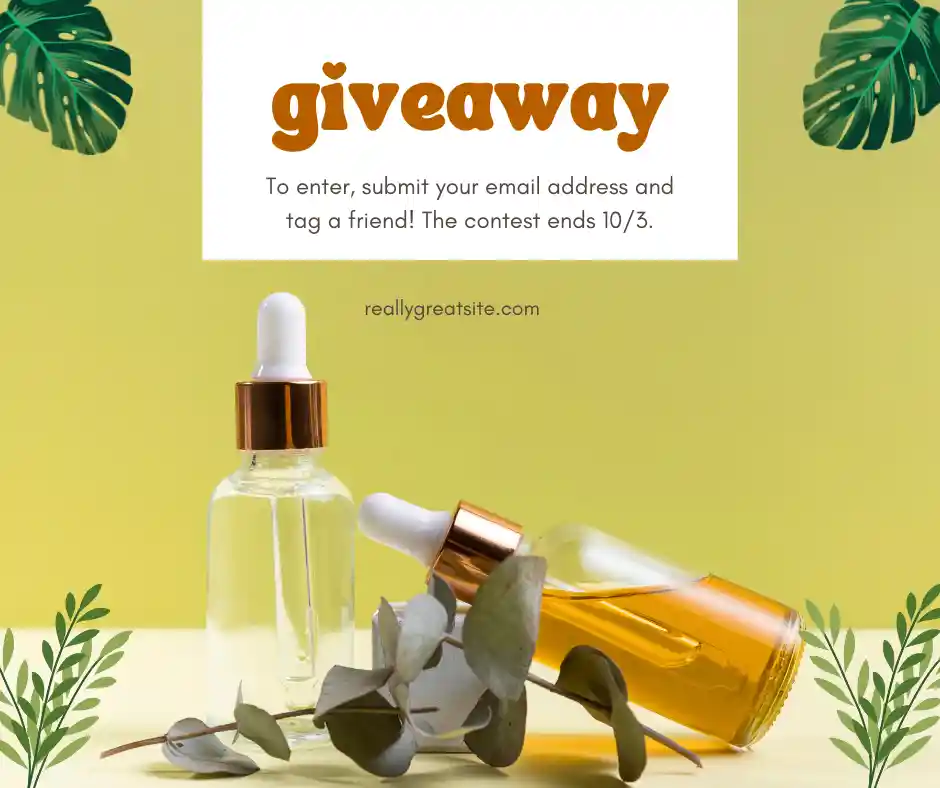 giveaway
To enter, submit your email address and
tag a friend! The contest ends 10/3.
reallygreatsite.com